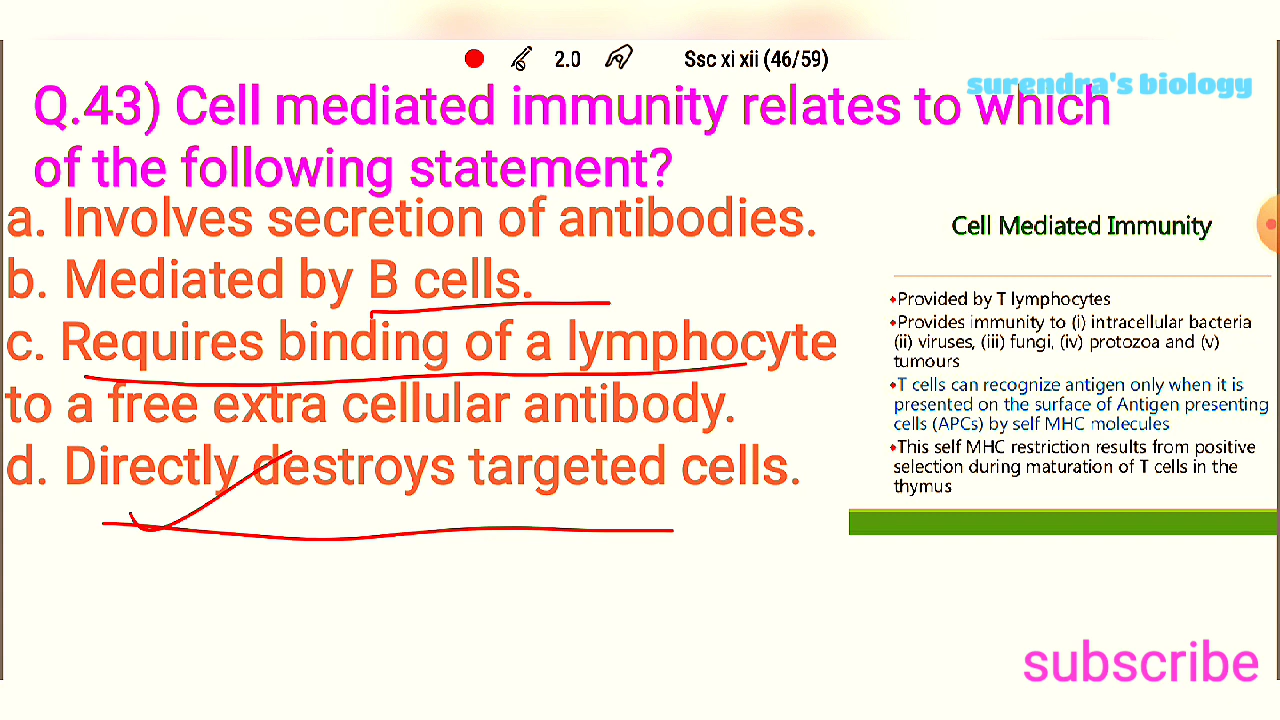 2.0 Ssc xi xii (46/59)
surendra's biology
Q.43) Cell mediated immunity relates to which
of the following statement?
a. Involves secretion of antibodies.
b. Mediated by B cells.
c. Requires binding of a lymphocyte
to a free extra cellular antibody.
d. Directly destroys targeted cells.
Cell Mediated Immunity
♦Provided by T lymphocytes
♦Provides immunity to (i) intracellular bacteria
(ii) viruses, (iii) fungi, (iv) protozoa and (v)
tumours
♦T cells can recognize antigen only when it is
presented on the surface of Antigen presenting
cells (APCs) by self MHC molecules
♦This self MHC restriction results from positive
selection during maturation of T cells in the
thymus
subscribe